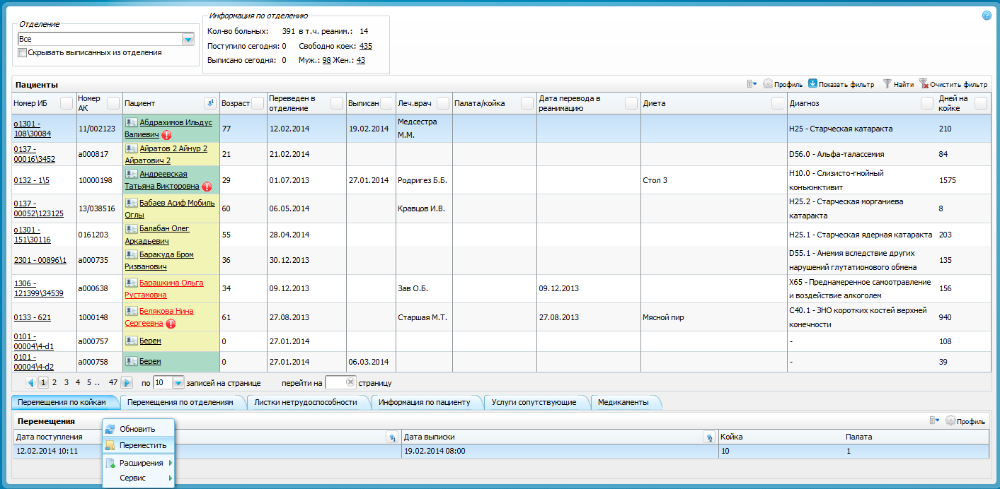 Отделение
Все
Скрывать выписанных из отделения
Информация по отделению
Кол-во больных: 391 в т.ч. реаним.: 14
Поступило сегодня: 0 Свободно коек: 435
Выписано сегодня: 0 Муж.: 98 Жен.: 43
Пациенты
Профиль Показать фильтр Найти Очистить фильтр
Номер ИБ
Номер
АК
Пациент
Возраст
Переведен в
отделение
Выписан
Леч.врач
Палата/койка
Дата перевода в
реанимацию
Диета
Диагноз
Дней на
койке
о1301 -
108\30084
11/002123
Абдрахимов Ильдус
Валиевич
77
12.02.2014
19.02.2014
Медсестра
М.М.
H25 - Старческая катаракта
210
0137 -
00016\3452
а000817
Айратов 2 Айнур 2
Айратович 2
21
21.02.2014
D56.0 - Альфа-талассемия
84
0132 - 1\5
10000198
Андреевская
Татьяна Викторовна
29
01.07.2013
27.01.2014
Родригез Б.Б.
Стол 3
H10.0 - Слизисто-гнойный
конъюнктивит
1575
0137 -
00052\123125
13/038516
Бабаев Асиф Мобиль
Оглы
60
06.05.2014
Кравцов И.В.
H25.2 - Старческая морганиева
катаракта
8
о1301 -
151\30116
0161203
Балабан Олег
Аркадьевич
55
28.04.2014
H25.1 - Старческая ядерная катаракта
203
2301 - 00896\1
а000735
Баракуда Бром
Ризванович
36
30.12.2013
D55.1 - Анемия вследствие других
нарушений глутатионового обмена
135
1306 -
121399\34539
а000638
Барашкина Ольга
Рустамовна
34
09.12.2013
Зав О.Б.
09.12.2013
X65 - Преднамеренное самоотравление
и воздействие алкоголем
156
0133 - 621
1000148
Белякова Нина
Сергеевна
61
27.08.2013
Старшая М.Т.
27.08.2013
Мясной пир
C40.1 - ЗНО коротких костей верхней
конечности
940
0101 -
00004\4-d1
а000757
Берем
0
27.01.2014
-
108
0101 -
00004\4-d2
а000758
Берем
0
27.01.2014
06.03.2014
-
39
1 2 3 4 5 .. 47 по 10 записей на странице перейти на страницу
Перемещения по койкам Перемещения по отделениям Листки нетрудоспособности Информация по пациенту Услуги сопутствующие Медикаменты
Перемещения
Профиль
Дата поступления Дата выписки Койка Палата
12.02.2014 10:11 19.02.2014 08:00 10 1
Обновить
Переместить
Расширения
Сервис